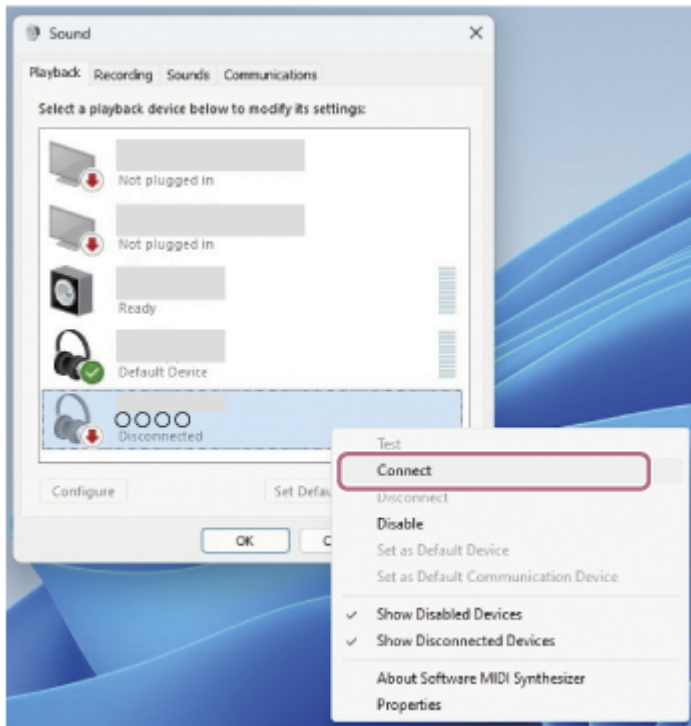 Sound
Playback Recording Sounds Communications
Select a playback device below to modify its settings:
Not plugged in
Not plugged in
Ready
Default Device
OOOO
Disconnected
Configure
Set Defau
OK
C
Test
Connect
Disconnect
Disable
Set as Default Device
Set as Default Communication Device
Show Disabled Devices
Show Disconnected Devices
About Software MIDI Synthesizer
Properties